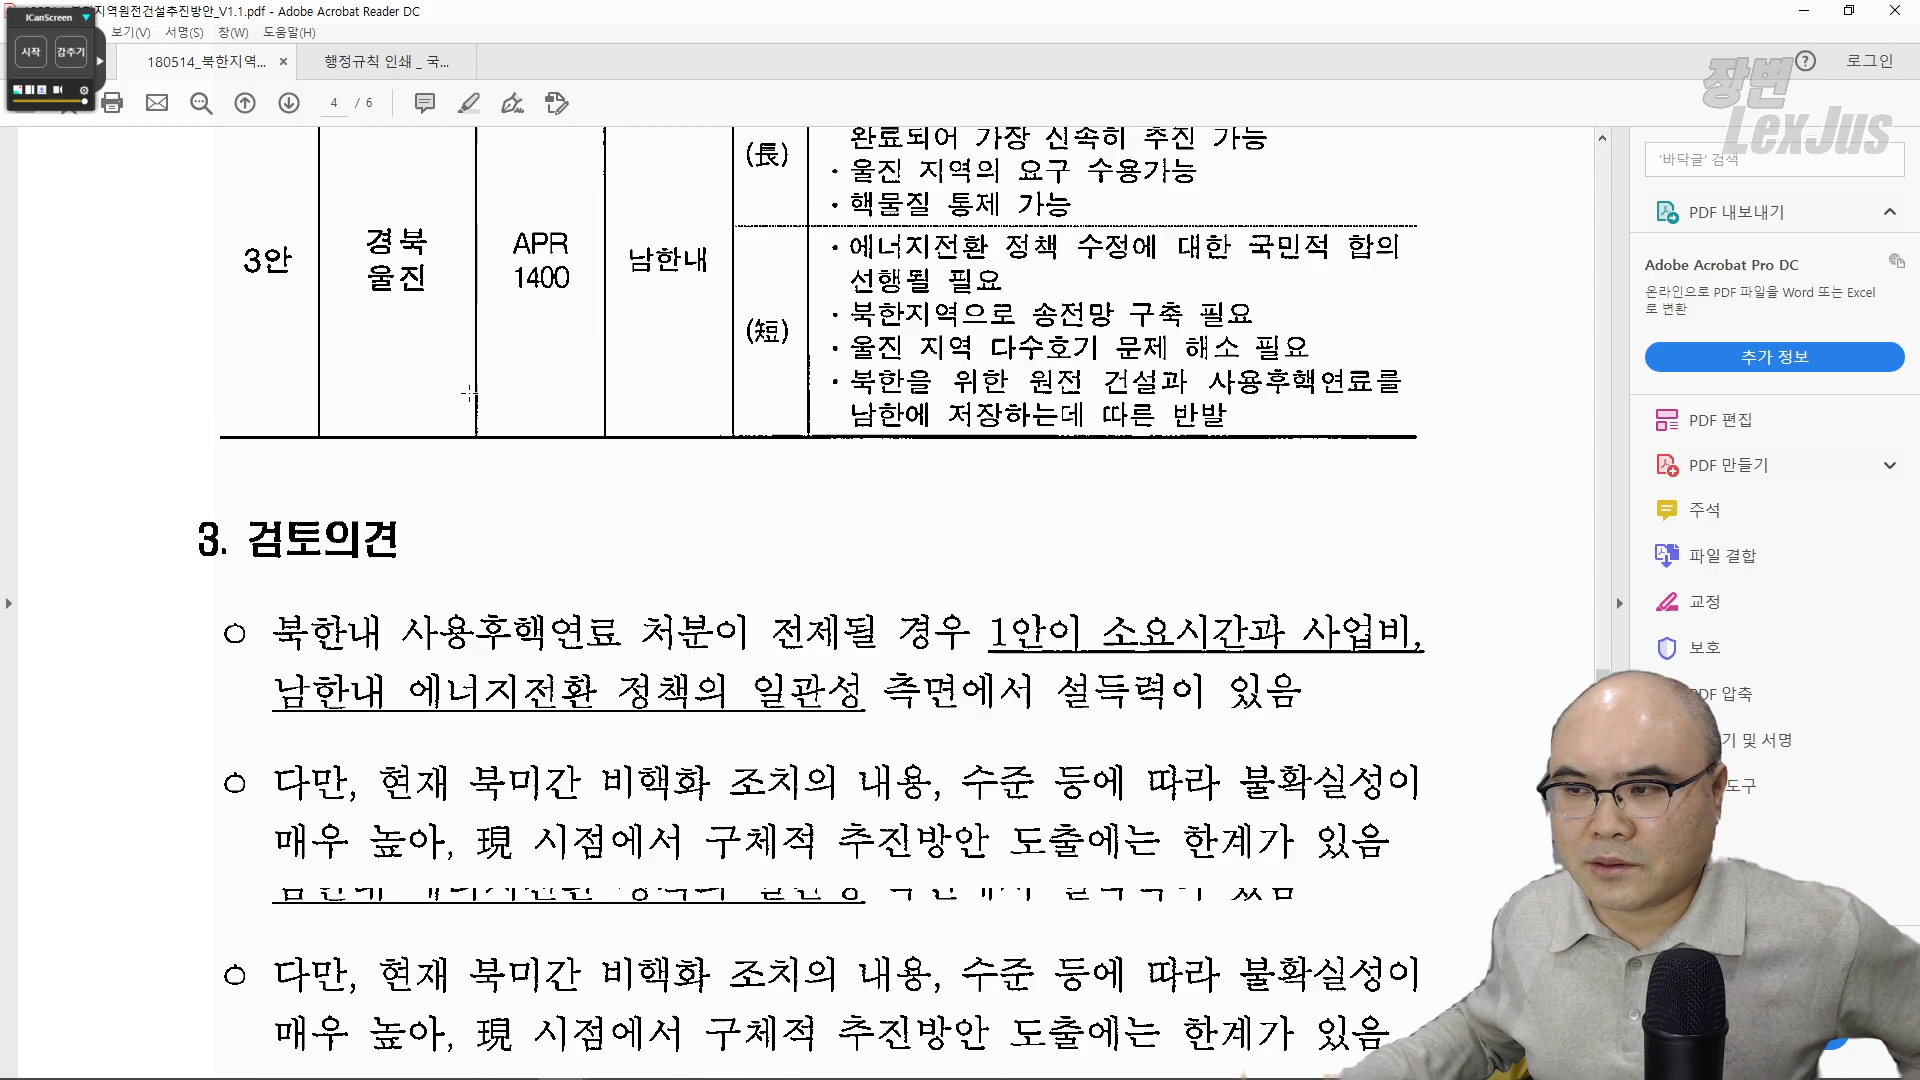 ICanScreen
시작
감추기
지역원전건설추진방안_V1.1.pdf - Adobe Acrobat Reader DC
보기(V) 서명(S) 창(W) 도움말(H)
180514_북한지역... ×
행정규칙 인쇄 _ 국...
로그인
장변
LexJus
4 / 6
'바닥글' 검색
PDF 내보내기
Adobe Acrobat Pro DC
온라인으로 PDF 파일을 Word 또는 Excel
로 변환
추가 정보
PDF 편집
PDF 만들기
주석
파일 결합
교정
보호
PDF 압축
기 및 서명
도구
3안
경북
울진
APR
1400
남한내
(長)
완료되어 가장 신속히 추진 가능
· 울진 지역의 요구 수용가능
· 핵물질 통제 가능
(短)
· 에너지전환 정책 수정에 대한 국민적 합의
선행될 필요
· 북한지역으로 송전망 구축 필요
· 울진 지역 다수호기 문제 해소 필요
· 북한을 위한 원전 건설과 사용후핵연료를
남한에 저장하는데 따른 반발
3. 검토의견
○ 북한내 사용후핵연료 처분이 전제될 경우 1안이 소요시간과 사업비,
남한내 에너지전환 정책의 일관성 측면에서 설득력이 있음
○ 다만, 현재 북미간 비핵화 조치의 내용, 수준 등에 따라 불확실성이
매우 높아, 現 시점에서 구체적 추진방안 도출에는 한계가 있음
○ 다만, 현재 북미간 비핵화 조치의 내용, 수준 등에 따라 불확실성이
매우 높아, 現 시점에서 구체적 추진방안 도출에는 한계가 있음